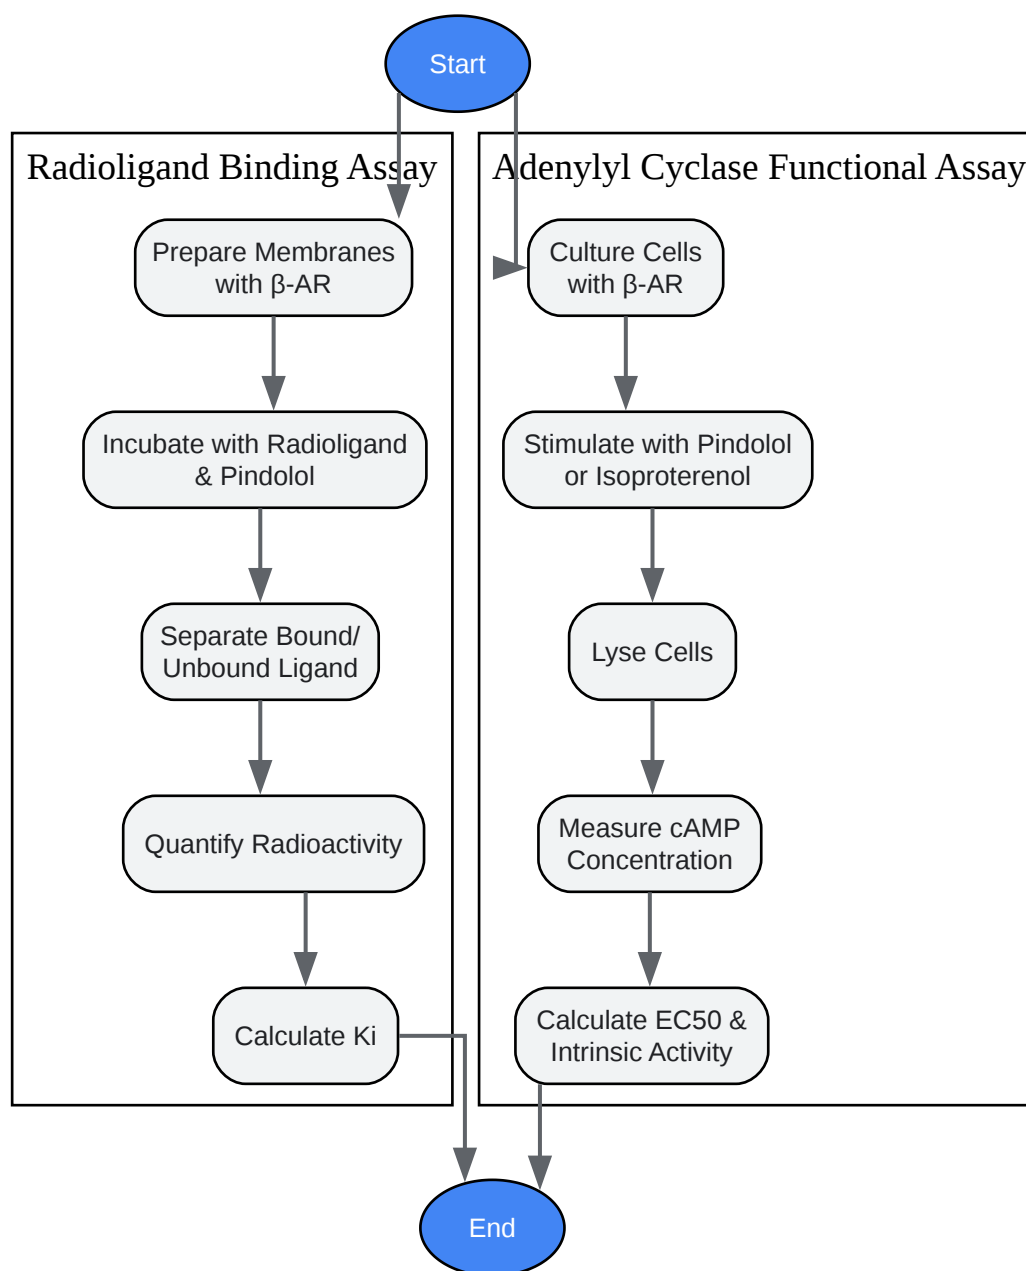 Start
Radioligand Binding Assay
Prepare Membranes
with β-AR
Incubate with Radioligand
& Pindolol
Separate Bound/
Unbound Ligand
Quantify Radioactivity
Calculate Ki
Adenylyl Cyclase Functional Assay
Culture Cells
with β-AR
Stimulate with Pindolol
or Isoproterenol
Lyse Cells
Measure cAMP
Concentration
Calculate EC50 &
Intrinsic Activity
End